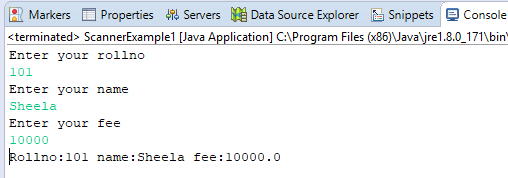 Markers Properties Servers Data Source Explorer Snippets Console
<terminated> ScannerExample1 [Java Application] C:\Program Files (x86)\Java\jre1.8.0_171\bin\
Enter your rollno
101
Enter your name
Sheela
Enter your fee
10000
Rollno:101 name:Sheela fee:10000.0